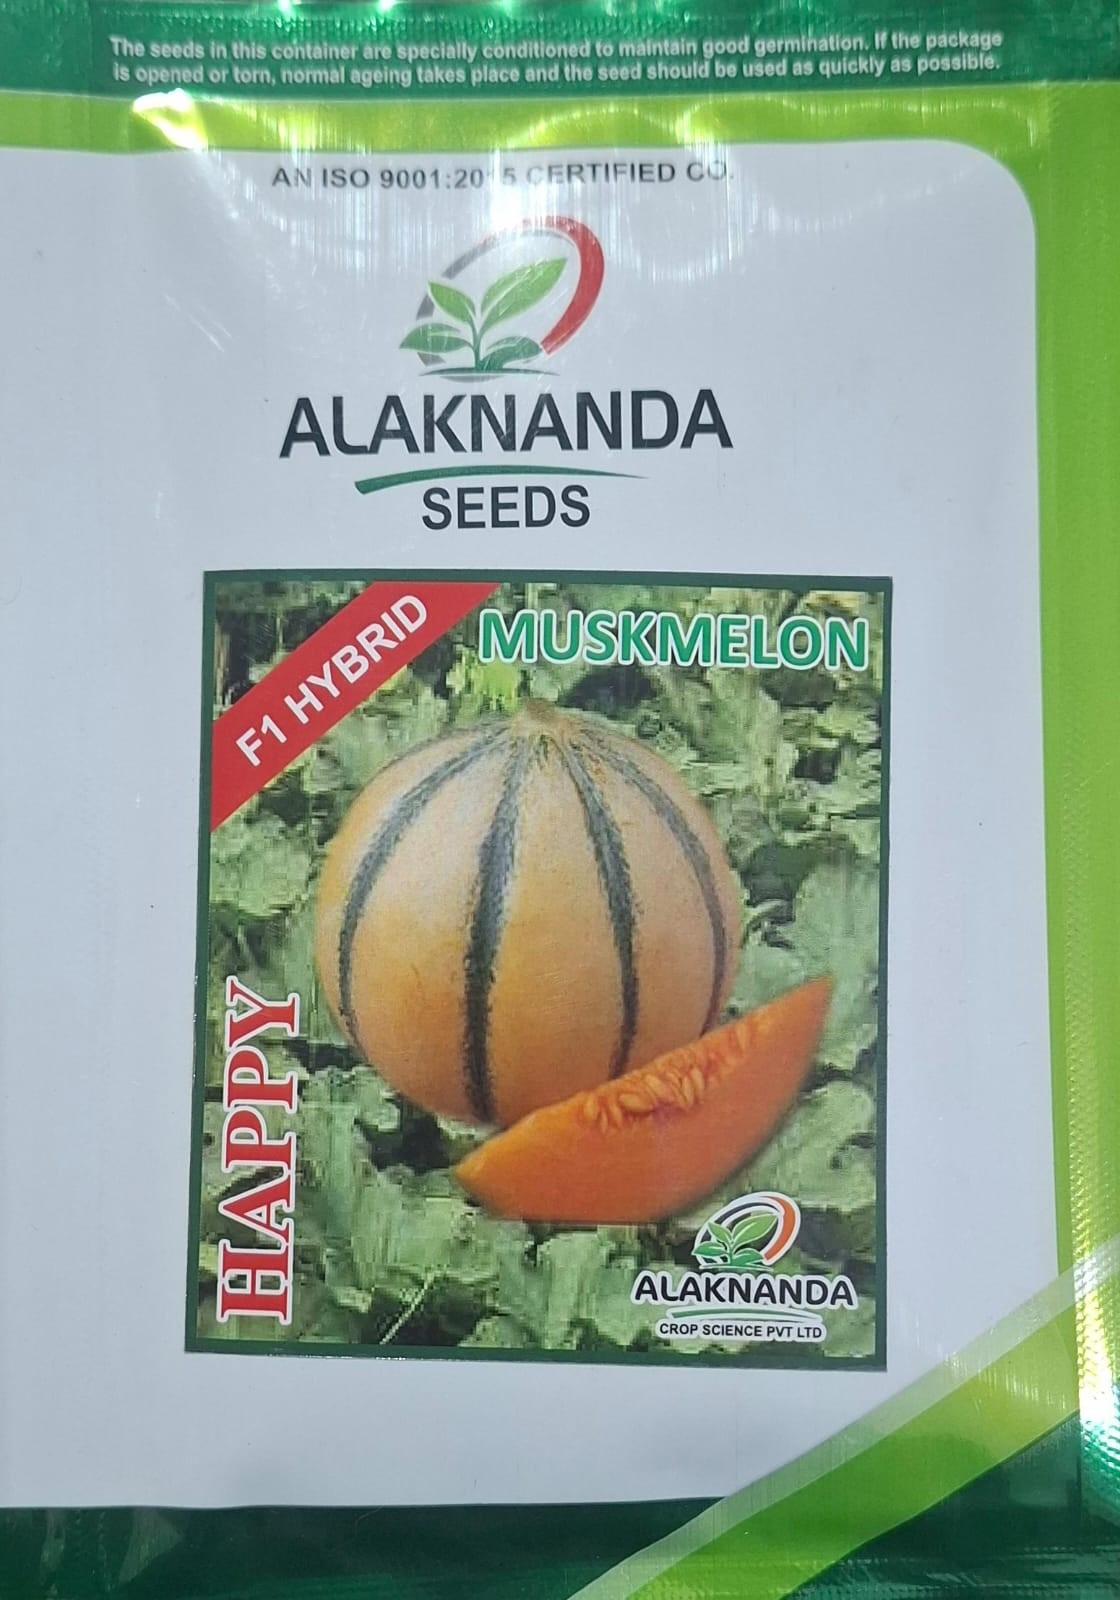 The seeds in this container are specially conditioned to maintain good germination. If the package
is opened or torn, normal ageing takes place and the seed should be used as quickly as possible.
AN ISO 9001:2015 CERTIFIED CO.
ALAKNANDA
SEEDS
F1 HYBRID
MUSKMELON
HAPPY
ALAKNANDA
CROP SCIENCE PVT LTD